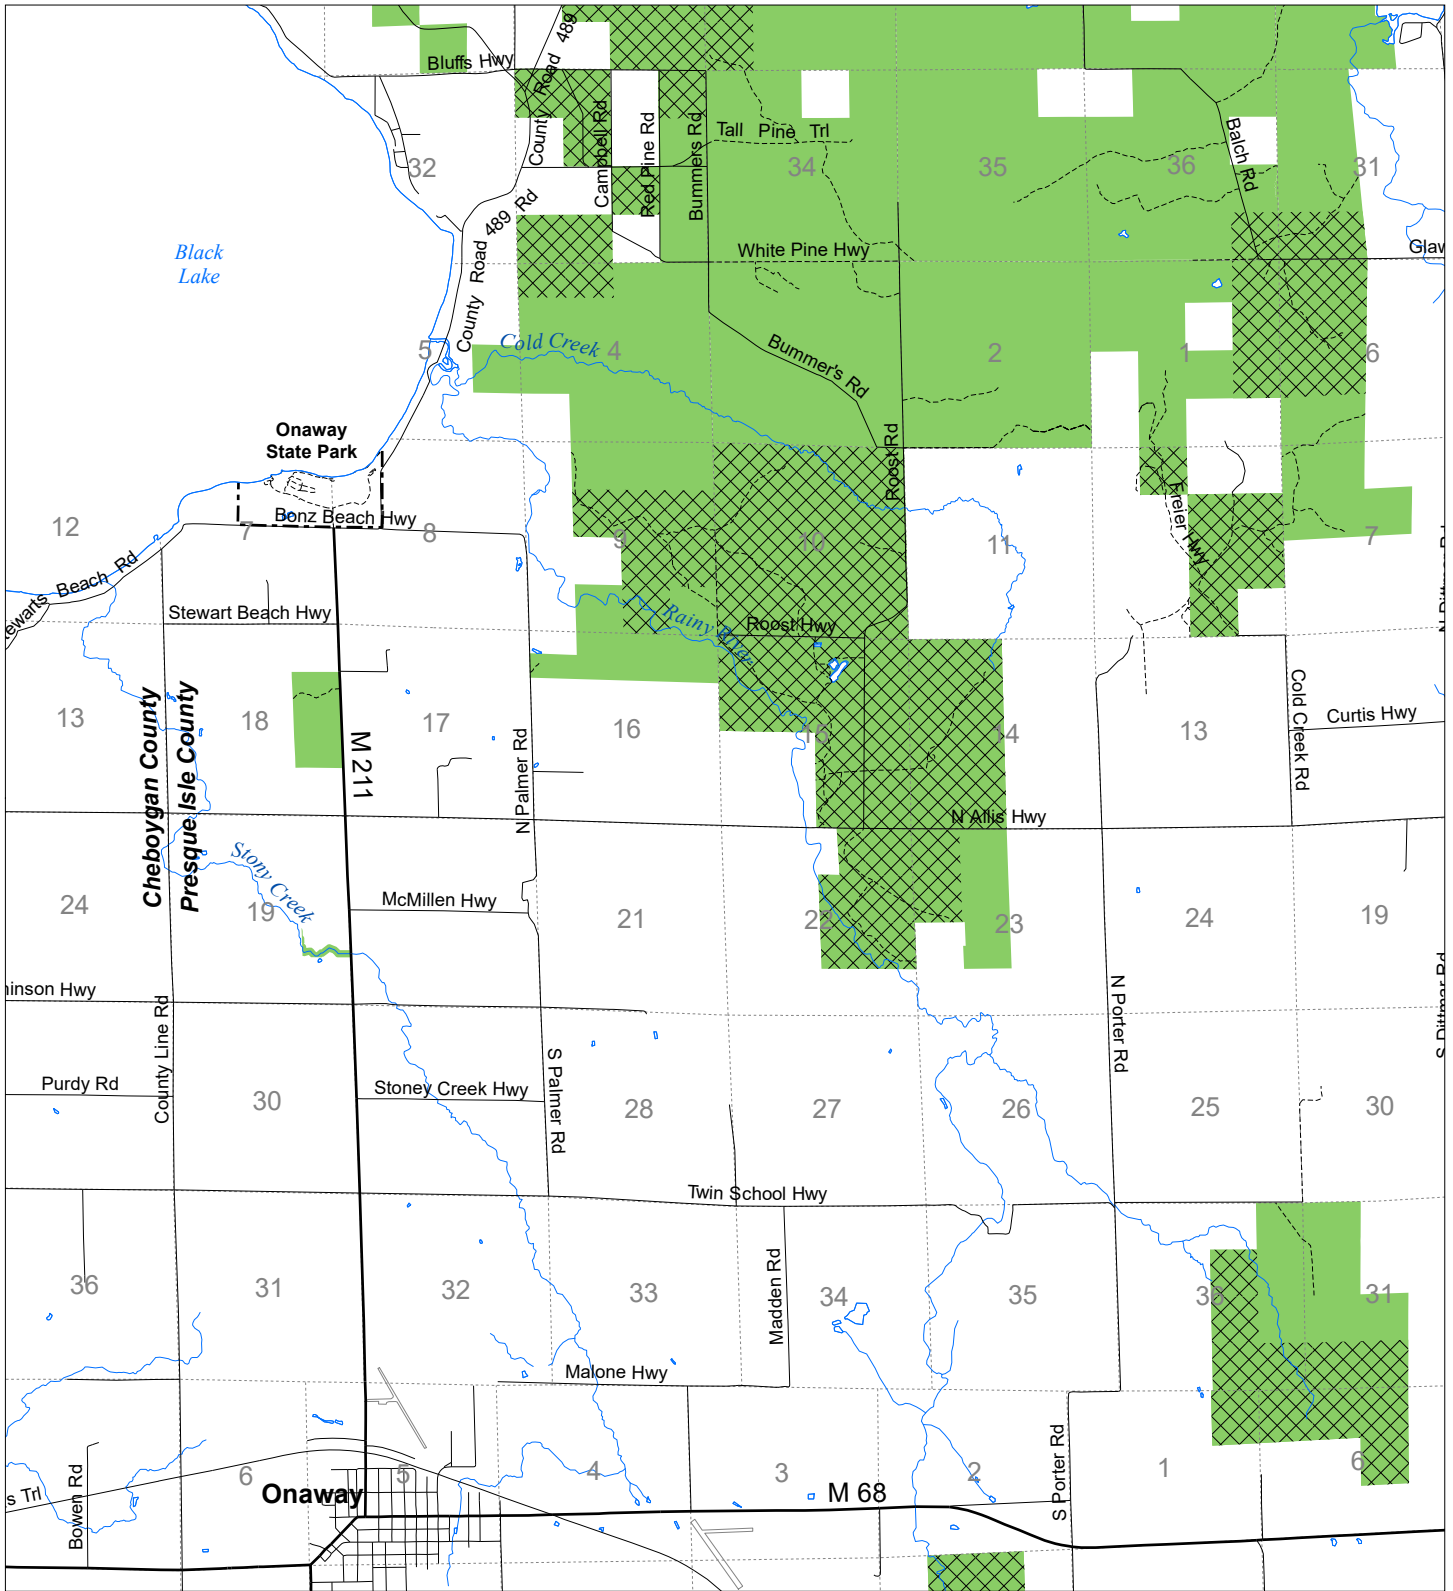 Bluffs Hwy
County Road 489
Campbell Rd
Red Pine Rd
Bummers Rd
Tall Pine Trl
Balch Rd
32
34
35
36
31
County Road 489 Rd
Black
Lake
White Pine Hwy
Glaw
5
Cold Creek
4
Bummer's Rd
2
1
6
Onaway
State Park
Roost Rd
Freier Hwy
12
7
Bonz Beach Hwy
8
9
10
11
7
ewarts Beach Rd
Stewart Beach Hwy
Rainy River
Roost Hwy
Cheboygan County
Presque Isle County
13
18
M 211
17
N Palmer Rd
16
15
14
13
Cold Creek Rd
Curtis Hwy
N Allis Hwy
Stony Creek
24
19
McMillen Hwy
21
22
23
24
19
inson Hwy
County Line Rd
S Palmer Rd
N Porter Rd
S Dittmar Rd
Purdy Rd
30
Stoney Creek Hwy
28
27
26
25
30
Twin School Hwy
36
31
32
33
Madden Rd
34
35
36
31
Malone Hwy
s Trl
Bowen Rd
6
5
4
3
2
S Porter Rd
1
6
Onaway
M 68